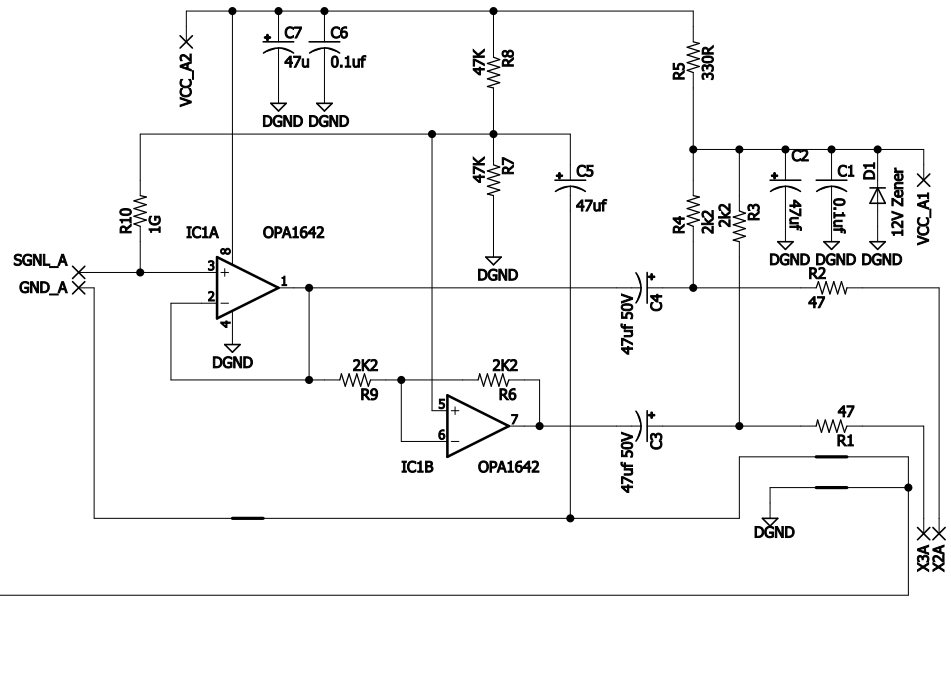 C7
47u
C6
0.1uf
VCC_A2
DGND
DGND
47K
R8
R5
330R
47K
R7
C5
47uf
DGND
C2
47uf
C1
0.1uf
D1
12V Zener
VCC_A1
DGND
DGND
DGND
R4
2K2
2k2
R3
R10
1G
IC1A
OPA1642
SGNL_A
GND_A
8
3
2
1
4
DGND
47uf 50V
C4
R2
47
2K2
R9
2K2
R6
5
6
7
IC1B
OPA1642
47uf 50V
C3
47
R1
DGND
X3A
X2A